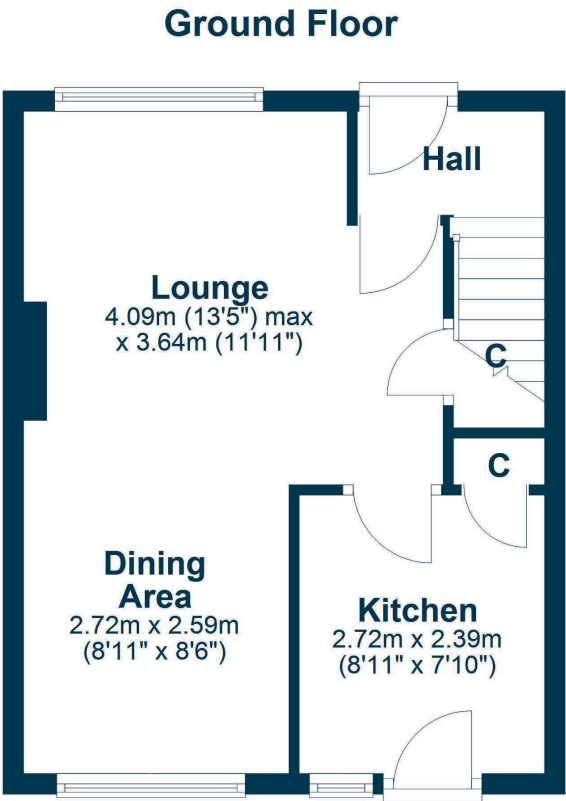 Ground Floor
Hall
Lounge
4.09m (13'5") max
x 3.64m (11'11")
C
C
Dining
Area
2.72m x 2.59m
(8'11" x 8'6")
Kitchen
2.72m x 2.39m
(8'11" x 7'10")